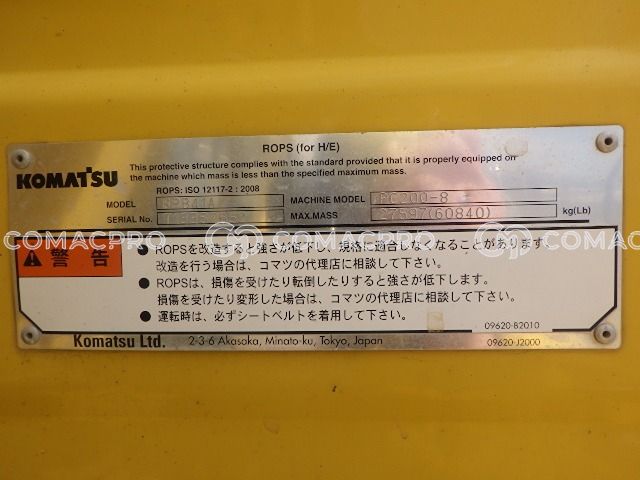 ROPS (for H/E)
KOMATSU
This protective structure complies with the standard provided that it is properly equipped on
the machine which mass is less than the specified maximum mass.
ROPS: ISO 12117-2 : 2008
MODEL
MACHINE MODEL PC200-8
SERIAL No.
MAX.MASS 27597(60840) kg(Lb)
COMACPRO CP COMACPRO CP COMACPRO
警告
● ROPSを改造すると強さが低下し、規格に適合しなくなることがあります。
改造を行う場合は、コマツの代理店に相談して下さい。
● ROPSは、損傷を受けたり転倒したりすると強さが低下します。
損傷を受けたり変形した場合は、コマツの代理店に相談して下さい。
● 運転時は、必ずシートベルトを着用して下さい。
09620-B2010
Komatsu Ltd. 2-3-6 Akasaka, Minato-ku, Tokyo, Japan 09620-J2000